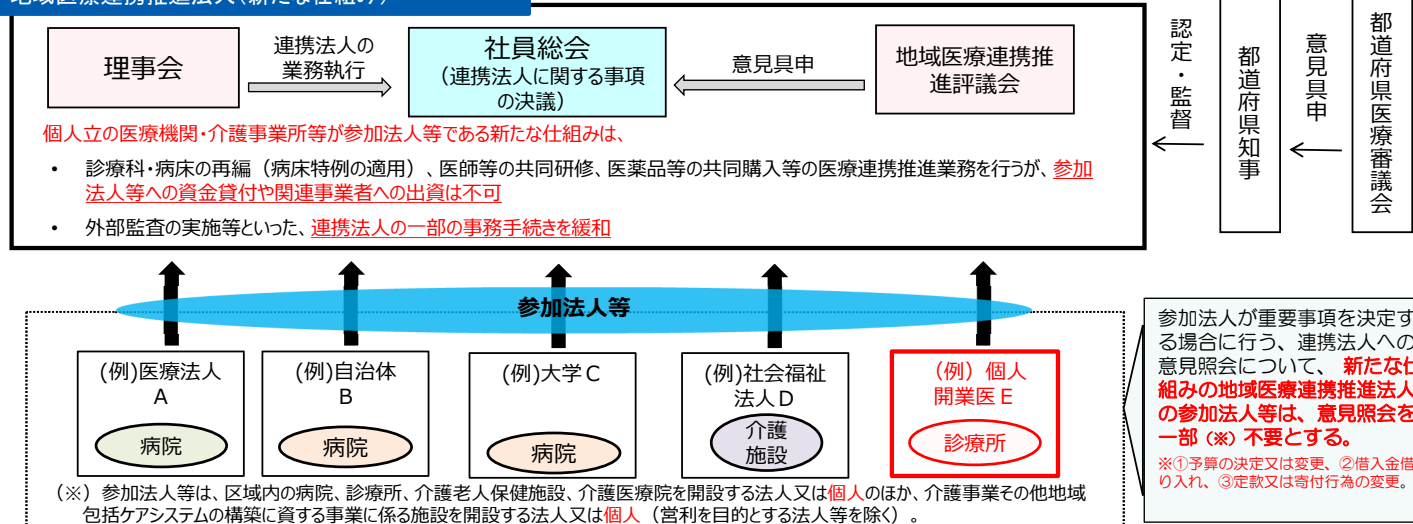 地域医療連携推進法人（新たな仕組み）
理事会
連携法人の
業務執行
社員総会
（連携法人に関する事項
の決議）
意見具申
地域医療連携推
進評議会
認定・監督
都道府県知事
意見具申
都道府県医療審議会
個人立の医療機関・介護事業所等が参加法人等である新たな仕組みは、
• 診療科・病床の再編（病床特例の適用）、医師等の共同研修、医薬品等の共同購入等の医療連携推進業務を行うが、参加
法人等への資金貸付や関連事業者への出資は不可
• 外部監査の実施等といった、連携法人の一部の事務手続きを緩和
参加法人等
(例)医療法人
A
病院
(例)自治体
B
病院
(例)大学C
病院
(例)社会福祉
法人D
介護
施設
(例) 個人
開業医E
診療所
参加法人が重要事項を決定す
る場合に行う、連携法人への
意見照会について、新たな仕
組みの地域医療連携推進法人
の参加法人等は、意見照会を
一部（※）不要とする。
※①予算の決定又は変更、②借入金借
り入れ、③定款又は寄付行為の変更。
（※）参加法人等は、区域内の病院、診療所、介護老人保健施設、介護医療院を開設する法人又は個人のほか、介護事業その他地域
包括ケアシステムの構築に資する事業に係る施設を開設する法人又は個人（営利を目的とする法人等を除く）。